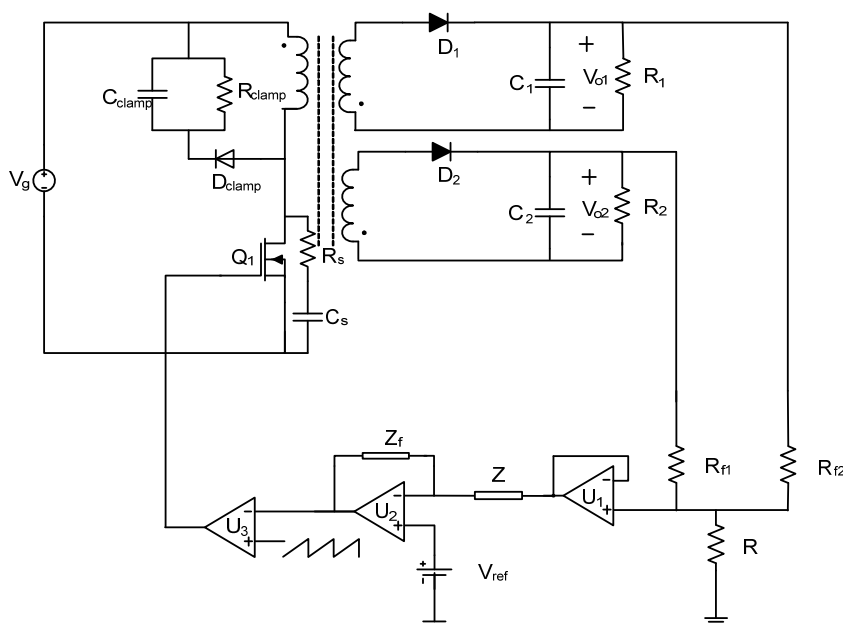 D1
C1
+
Vo1
−
R1
Cclamp
Rclamp
Dclamp
Vg
+
-
D2
C2
+
Vo2
−
R2
Q1
Rs
Cs
Zf
Z
Rf1
Rf2
U1
-
+
U2
-
+
U3
-
+
R
+
-
Vref